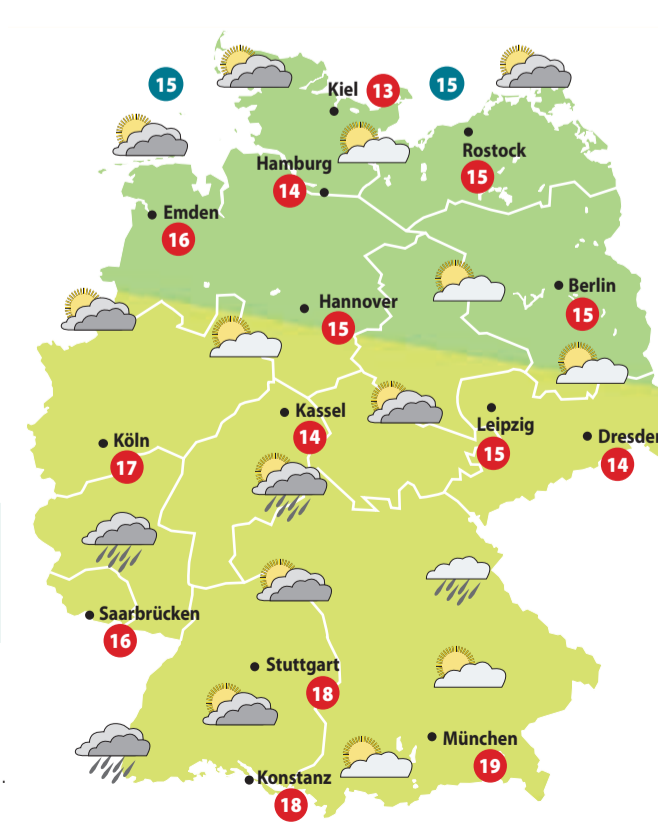 15
15
Kiel 13
Rostock
15
Hamburg
14
Emden
16
Berlin
15
Hannover
15
Kassel
14
Leipzig
15
Köln
17
Dresden
14
Saarbrücken
16
Stuttgart
18
München
19
Konstanz
18
.